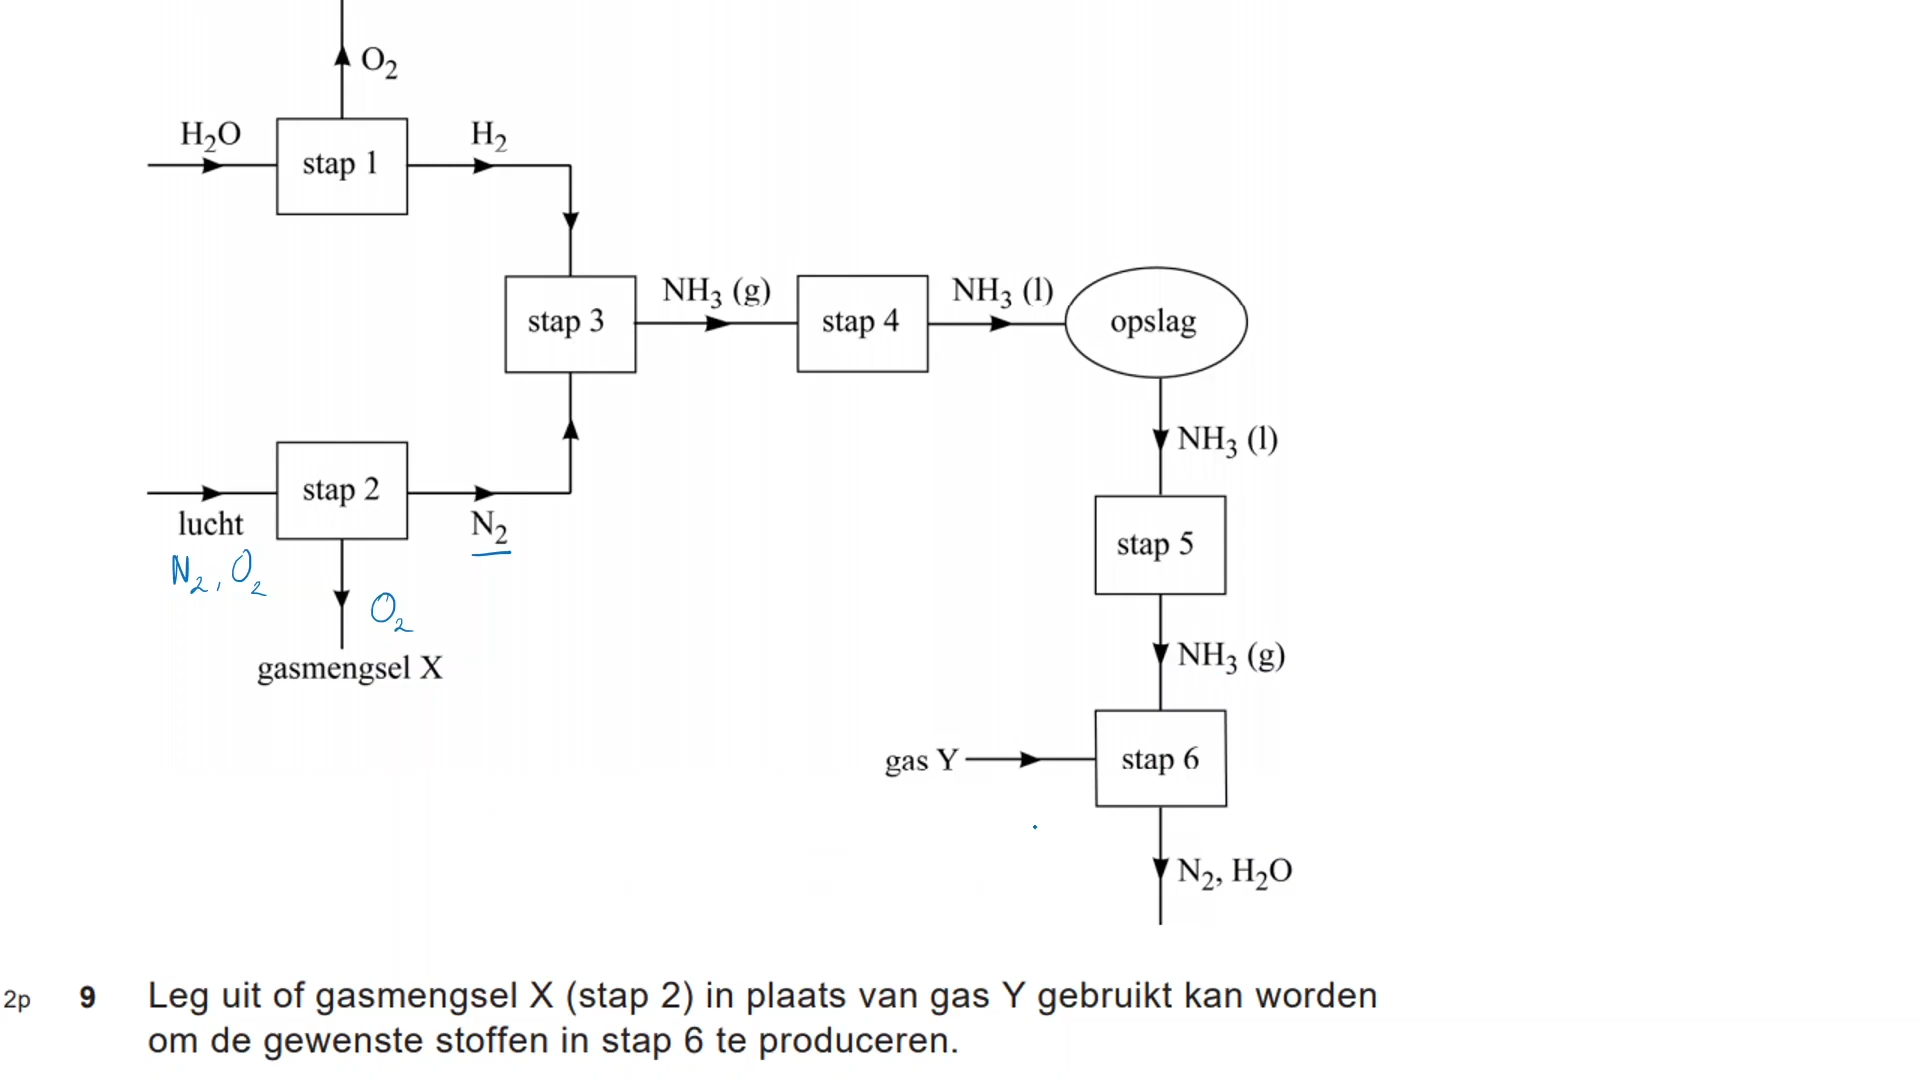 O₂
H₂O
H₂
stap 1
NH₃ (g)
NH₃ (l)
stap 3
stap 4
opslag
NH₃ (l)
stap 2
lucht
N₂
N₂, O₂
O₂
stap 5
gasmengsel X
NH₃ (g)
gas Y
stap 6
N₂, H₂O
2p 9 Leg uit of gasmengsel X (stap 2) in plaats van gas Y gebruikt kan worden
om de gewenste stoffen in stap 6 te produceren.